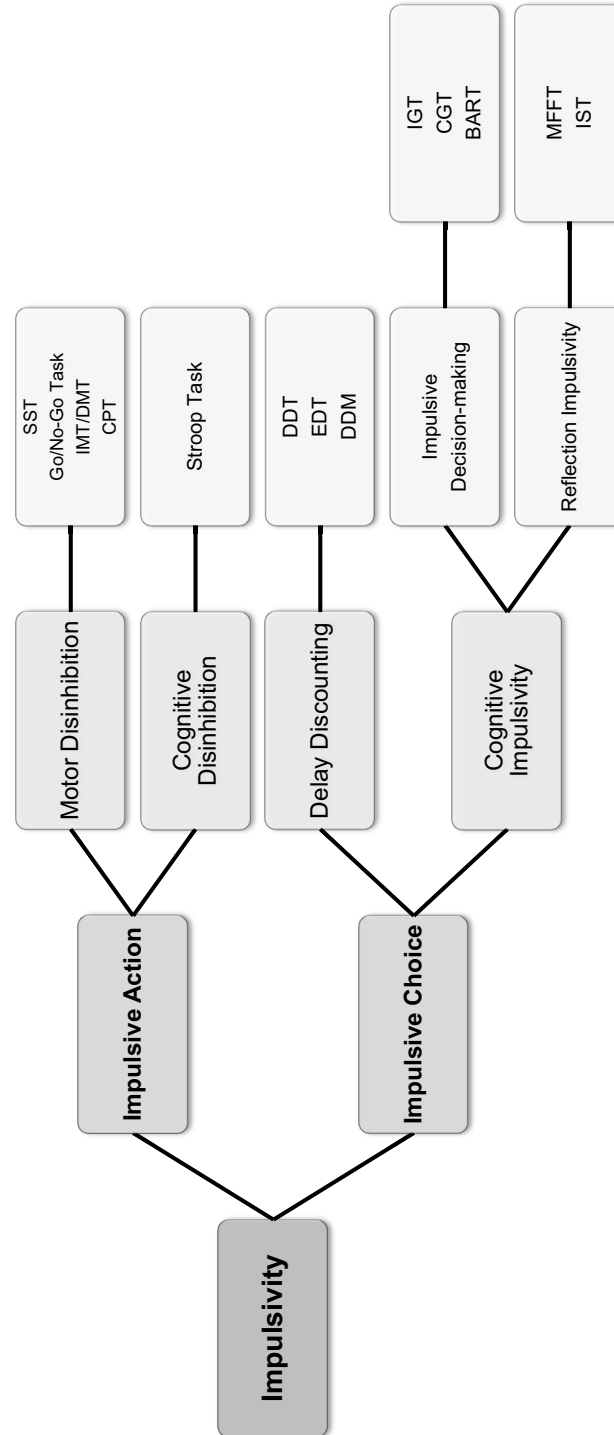 Impulsivity
Impulsive Action
Motor Disinhibition
SST
Go/No-Go Task
IMT/DMT
CPT
Cognitive
Disinhibition
Stroop Task
Impulsive Choice
Delay Discounting
DDT
EDT
DDM
Cognitive
Impulsivity
Impulsive
Decision-making
IGT
CGT
BART
Reflection Impulsivity
MFFT
IST